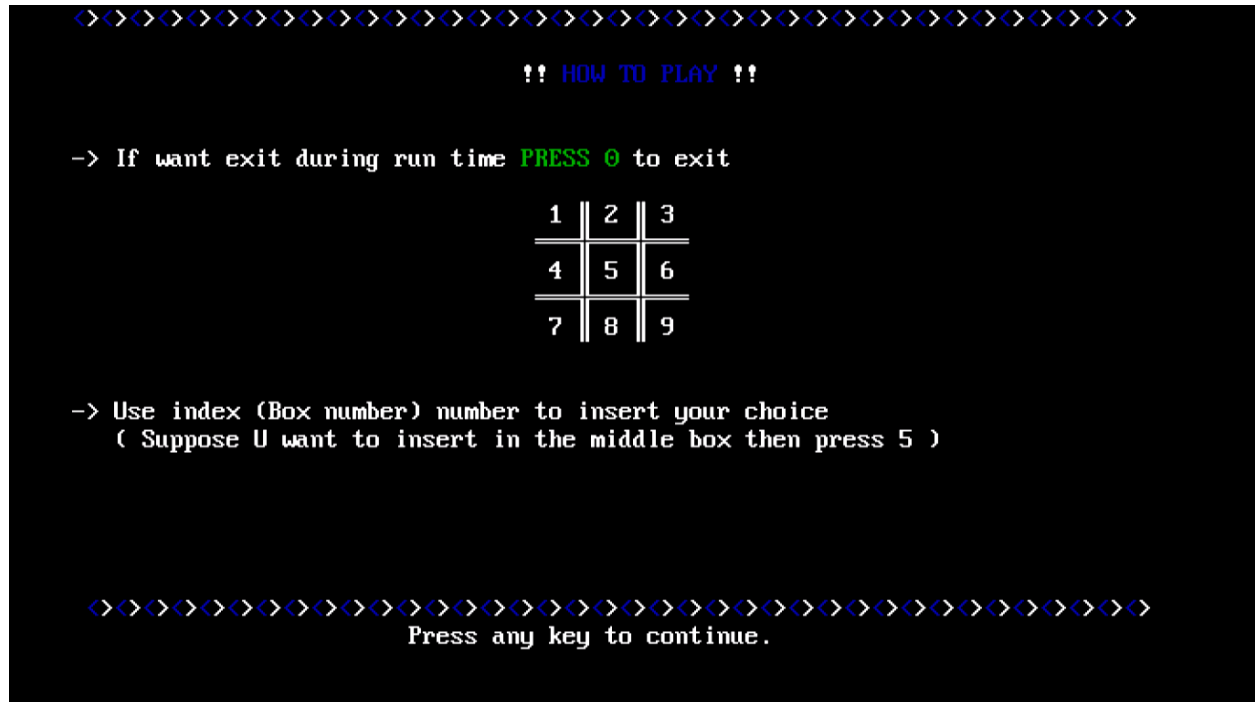 <><><><><><><><><><><><><><><><><><><><><><><><><><><><><><><><><><><><><><>
!! HOW TO PLAY !!
-> If want exit during run time PRESS 0 to exit
1 ║ 2 ║ 3
4 ║ 5 ║ 6
7 ║ 8 ║ 9
-> Use index (Box number) number to insert your choice
( Suppose U want to insert in the middle box then press 5 )
<><><><><><><><><><><><><><><><><><><><><><><><><><><><><><><><><><><><><><>
Press any key to continue.